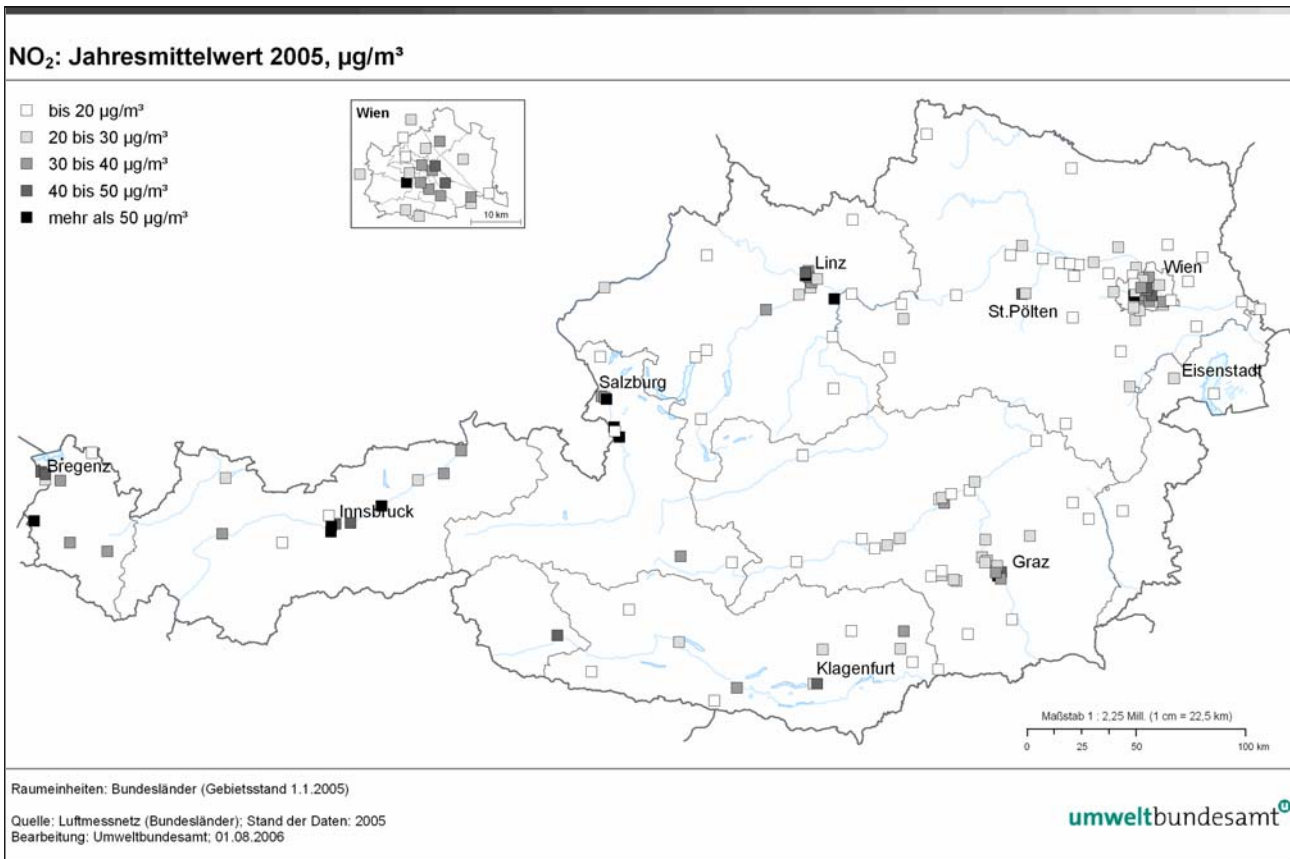 NO₂: Jahresmittelwert 2005, µg/m³
bis 20 µg/m³
20 bis 30 µg/m³
30 bis 40 µg/m³
40 bis 50 µg/m³
mehr als 50 µg/m³
Wien
10 km
Linz
Wien
St.Pölten
Eisenstadt
Salzburg
Bregenz
Innsbruck
Graz
Klagenfurt
Maßstab 1 : 2,25 Mill. (1 cm = 22,5 km)
0 25 50 100 km
Raumeinheiten: Bundesländer (Gebietsstand 1.1.2005)
Quelle: Luftmessnetz (Bundesländer); Stand der Daten: 2005
Bearbeitung: Umweltbundesamt; 01.08.2006
umweltbundesamt
u